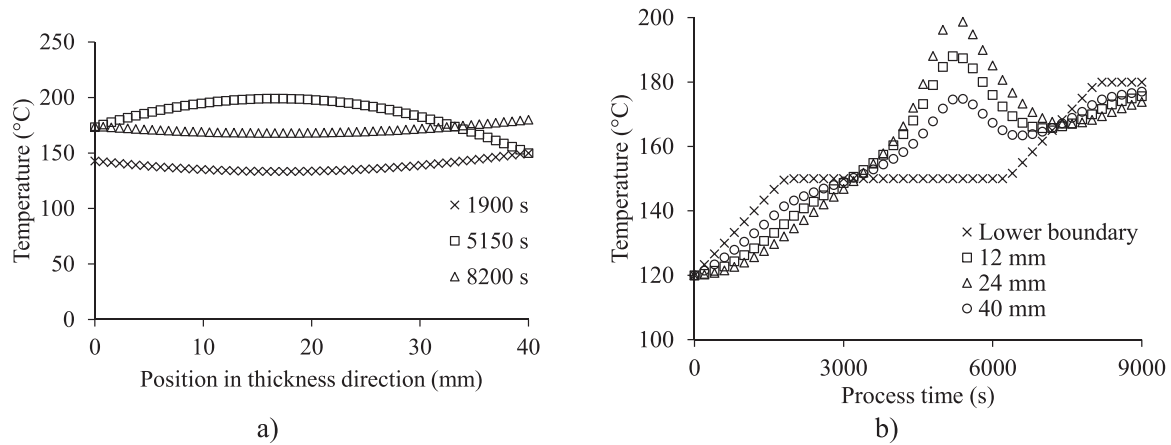 Temperature (°C)
250
200
150
100
50
0
× 1900 s
□ 5150 s
△ 8200 s
0 10 20 30 40
Position in thickness direction (mm)
a)
Temperature (°C)
200
180
160
140
120
100
× Lower boundary
□ 12 mm
△ 24 mm
○ 40 mm
0 3000 6000 9000
Process time (s)
b)